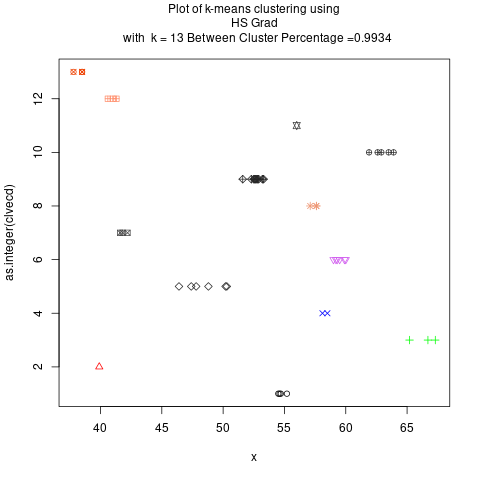 Plot of k-means clustering using
HS Grad
with  k = 13 Between Cluster Percentage =0.9934
as.integer(clvecd)
12
10
8
6
4
2
40 45 50 55 60 65
x